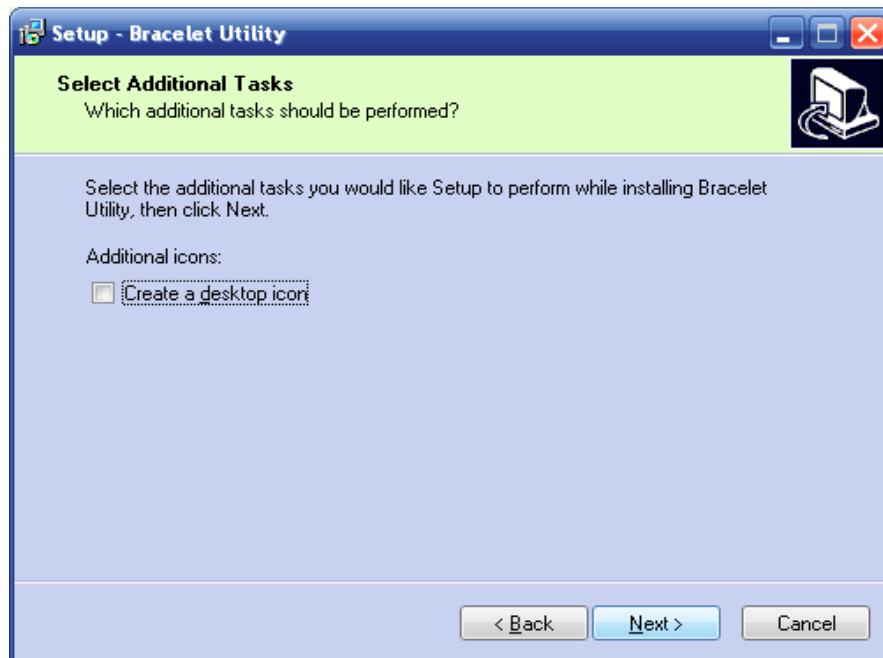 Setup - Bracelet Utility
Select Additional Tasks
Which additional tasks should be performed?
Select the additional tasks you would like Setup to perform while installing Bracelet
Utility, then click Next.
Additional icons:
Create a desktop icon
< Back
Next >
Cancel